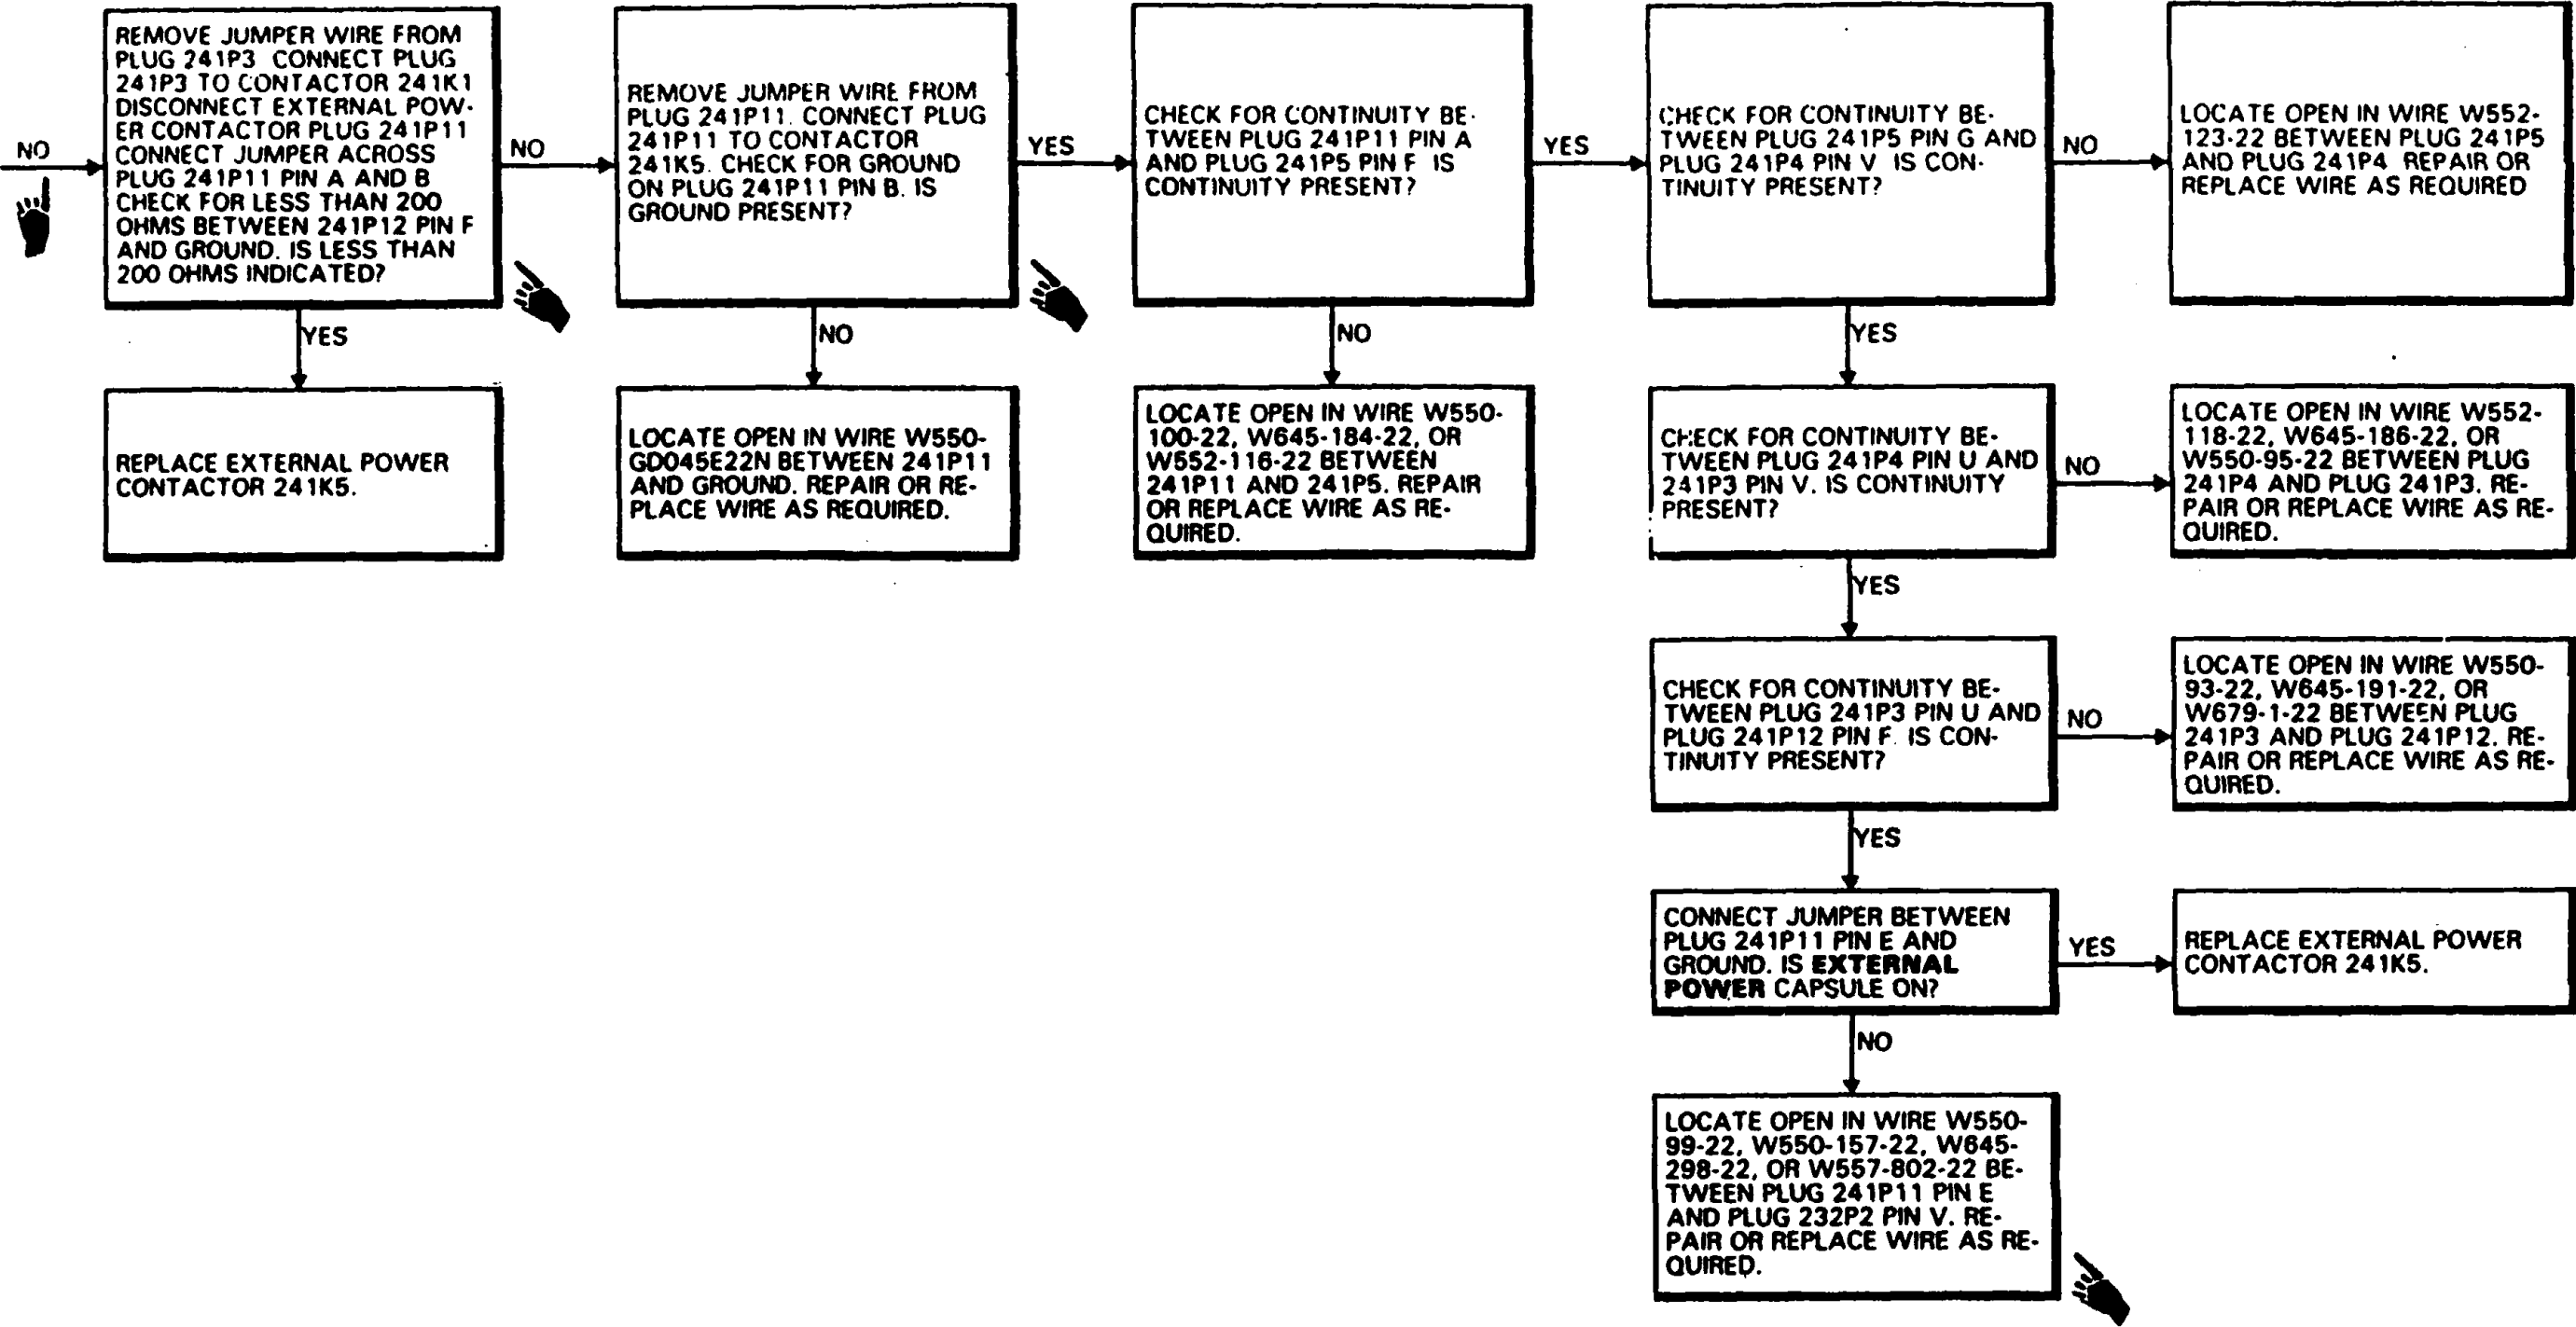 NO
REMOVE JUMPER WIRE FROM
PLUG 241P3 CONNECT PLUG
241P3 TO CONTACTOR 241K1
DISCONNECT EXTERNAL POW-
ER CONTACTOR PLUG 241P11
CONNECT JUMPER ACROSS
PLUG 241P11 PIN A AND B
CHECK FOR LESS THAN 200
OHMS BETWEEN 241P12 PIN F
AND GROUND. IS LESS THAN
200 OHMS INDICATED?
NO
REMOVE JUMPER WIRE FROM
PLUG 241P11. CONNECT PLUG
241P11 TO CONTACTOR
241K5. CHECK FOR GROUND
ON PLUG 241P11 PIN B. IS
GROUND PRESENT?
YES
CHECK FOR CONTINUITY BE-
TWEEN PLUG 241P11 PIN A
AND PLUG 241P5 PIN F IS
CONTINUITY PRESENT?
YES
CHECK FOR CONTINUITY BE-
TWEEN PLUG 241P5 PIN G AND
PLUG 241P4 PIN V IS CON-
TINUITY PRESENT?
NO
LOCATE OPEN IN WIRE W552-
123-22 BETWEEN PLUG 241P5
AND PLUG 241P4 REPAIR OR
REPLACE WIRE AS REQUIRED
YES
NO
NO
YES
REPLACE EXTERNAL POWER
CONTACTOR 241K5.
LOCATE OPEN IN WIRE W550-
GD045E22N BETWEEN 241P11
AND GROUND. REPAIR OR RE-
PLACE WIRE AS REQUIRED.
LOCATE OPEN IN WIRE W550-
100-22, W645-184-22, OR
W552-116-22 BETWEEN
241P11 AND 241P5. REPAIR
OR REPLACE WIRE AS RE-
QUIRED.
CHECK FOR CONTINUITY BE-
TWEEN PLUG 241P4 PIN U AND
241P3 PIN V. IS CONTINUITY
PRESENT?
NO
LOCATE OPEN IN WIRE W552-
118-22, W645-186-22, OR
W550-95-22 BETWEEN PLUG
241P4 AND PLUG 241P3. RE-
PAIR OR REPLACE WIRE AS RE-
QUIRED.
YES
CHECK FOR CONTINUITY BE-
TWEEN PLUG 241P3 PIN U AND
PLUG 241P12 PIN F. IS CON-
TINUITY PRESENT?
NO
LOCATE OPEN IN WIRE W550-
93-22, W645-191-22, OR
W679-1-22 BETWEEN PLUG
241P3 AND PLUG 241P12. RE-
PAIR OR REPLACE WIRE AS RE-
QUIRED.
YES
CONNECT JUMPER BETWEEN
PLUG 241P11 PIN E AND
GROUND. IS EXTERNAL
POWER CAPSULE ON?
YES
REPLACE EXTERNAL POWER
CONTACTOR 241K5.
NO
LOCATE OPEN IN WIRE W550-
99-22, W550-157-22, W645-
298-22, OR W557-802-22 BE-
TWEEN PLUG 241P11 PIN E
AND PLUG 232P2 PIN V. RE-
PAIR OR REPLACE WIRE AS RE-
QUIRED.